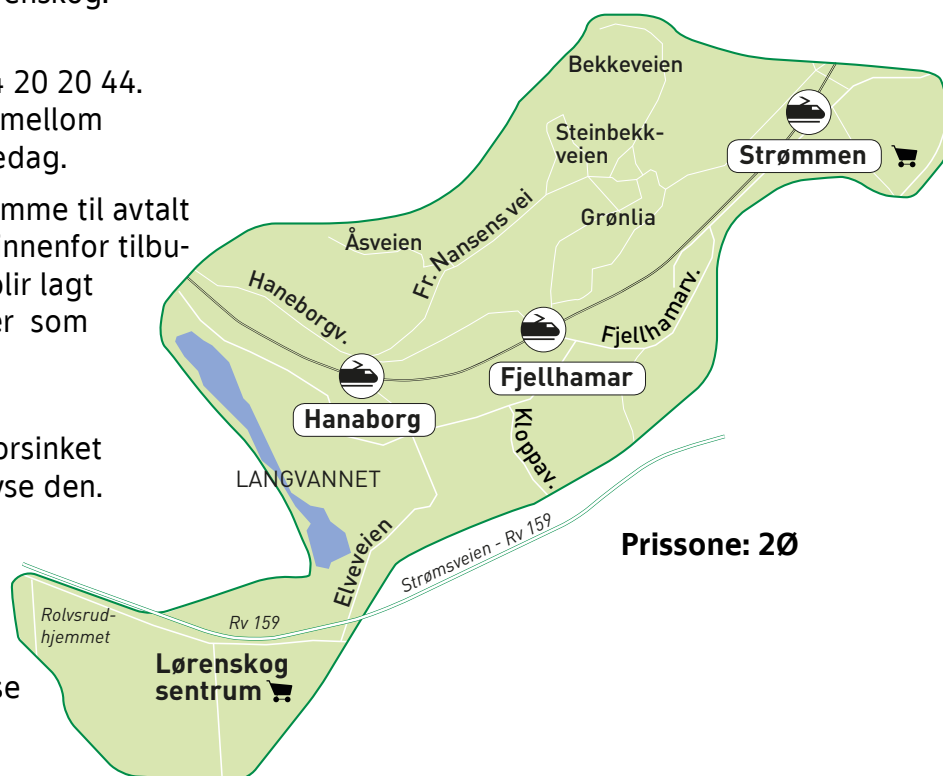 enskog.
20 20 44.
mellom
edag.
mme til avtalt
innenfor tilbu-
blir lagt
er som
orsinket
yse den.
se
Bekkeveien
Steinbekk-
veien
Strømmen
Grønlia
Åsveien
Fr. Nansens vei
Haneborgv.
Fjellhamarv.
Fjellhamar
Hanaborg
Kloppav.
LANGVANNET
Elveveien
Strømsveien - Rv 159
Prissone: 2Ø
Rolvsrud-
hjemmet
Rv 159
Lørenskog
sentrum